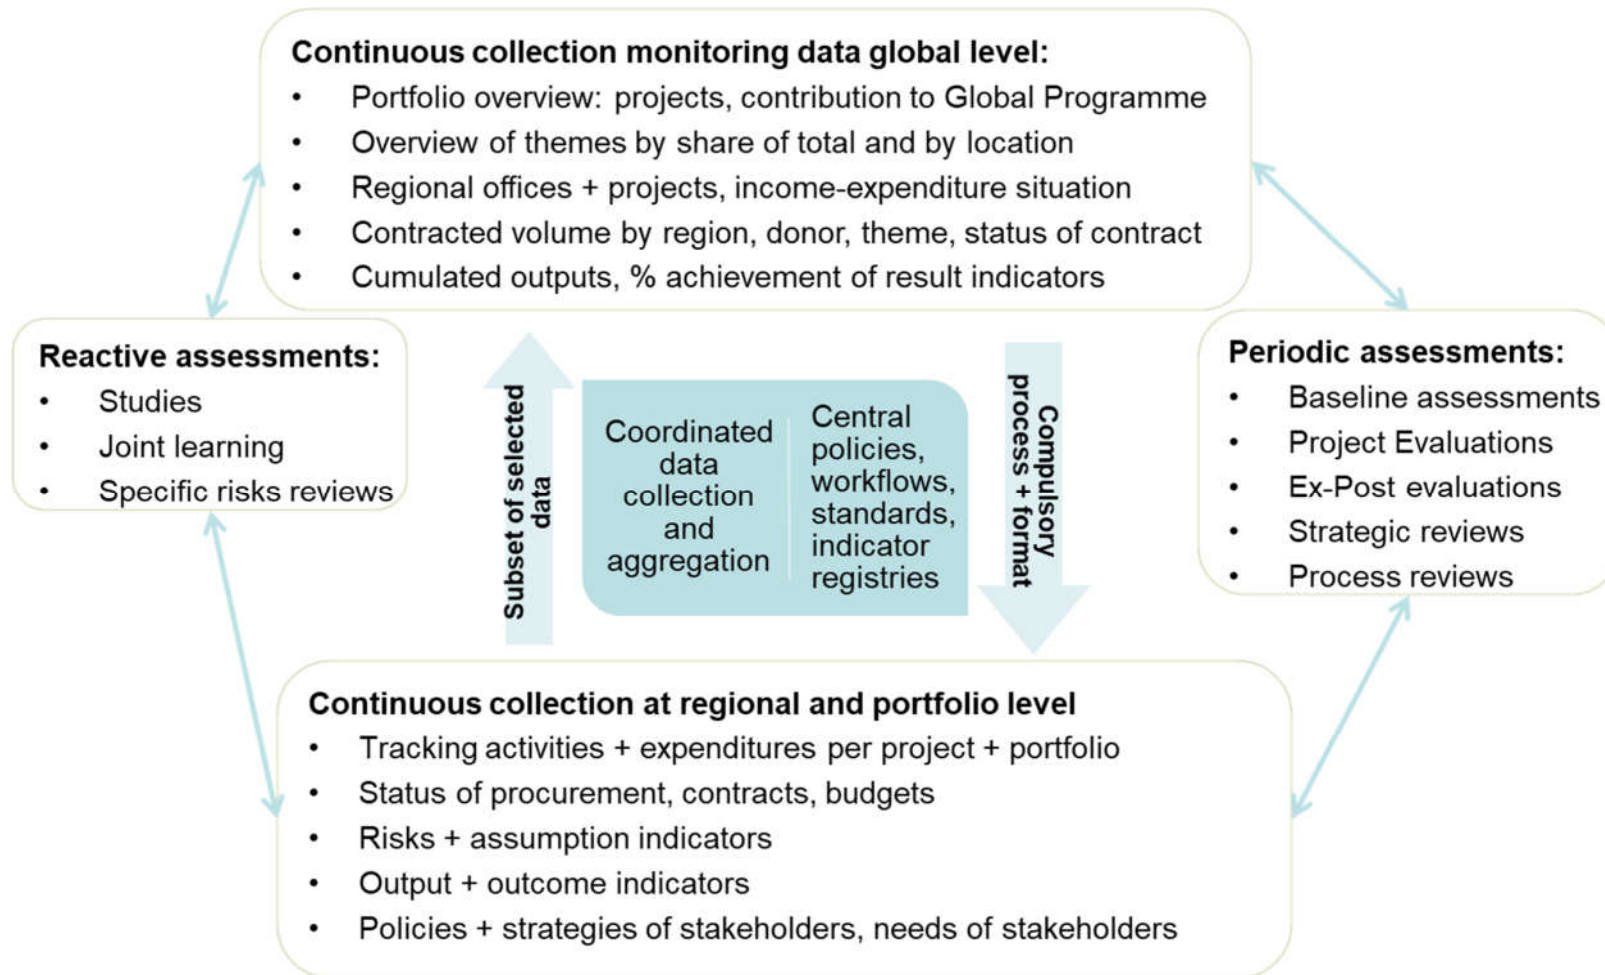 Continuous collection monitoring data global level:
• Portfolio overview: projects, contribution to Global Programme
• Overview of themes by share of total and by location
• Regional offices + projects, income-expenditure situation
• Contracted volume by region, donor, theme, status of contract
• Cumulated outputs, % achievement of result indicators
Reactive assessments:
• Studies
• Joint learning
• Specific risks reviews
Subset of selected
data
Coordinated
data
collection
and
aggregation
Central
policies,
workflows,
standards,
indicator
registries
Compulsory
process + format
Periodic assessments:
• Baseline assessments
• Project Evaluations
• Ex-Post evaluations
• Strategic reviews
• Process reviews
Continuous collection at regional and portfolio level
• Tracking activities + expenditures per project + portfolio
• Status of procurement, contracts, budgets
• Risks + assumption indicators
• Output + outcome indicators
• Policies + strategies of stakeholders, needs of stakeholders